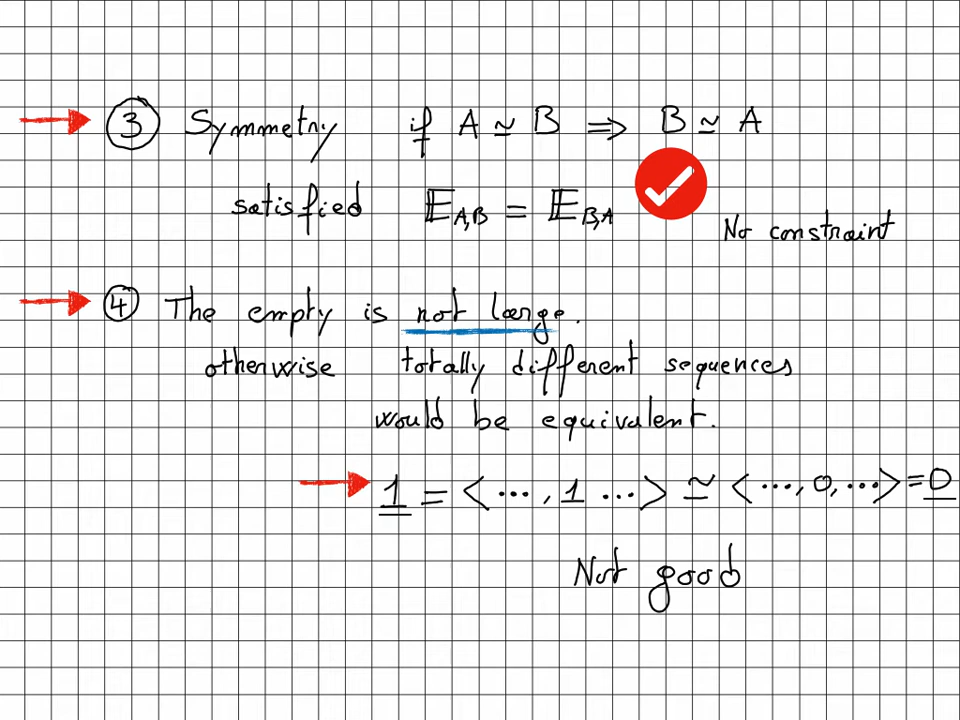 ③ Symmetry if A ≃ B ⟹ B ≃ A
satisfied 𝔼A,B = 𝔼B,A
No constraint
④ The empty is not large.
otherwise totally different sequences
would be equivalent.
1 = <..., 1 ...> ≃ <..., 0, ...> = 0
Not good